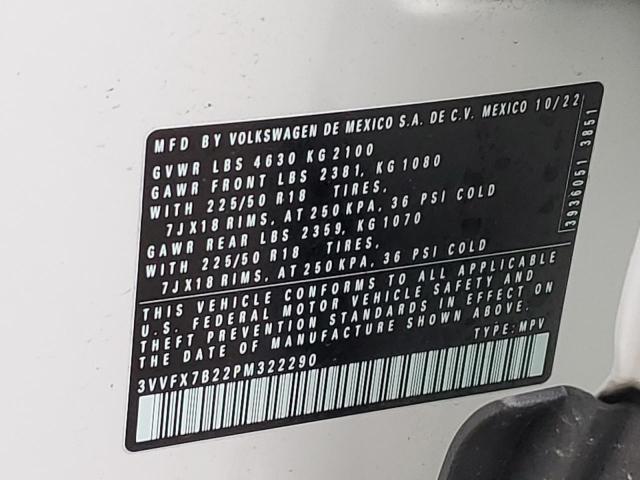 MFD BY VOLKSWAGEN DE MEXICO S.A. DE C.V. MEXICO 10/22
GVWR LBS 4630 KG 2100
GAWR FRONT LBS 2381, KG 1080
WITH 225/50 R18 TIRES,
7JX18 RIMS, AT 250 KPA, 36 PSI COLD
GAWR REAR LBS 2359, KG 1070
WITH 225/50 R18 TIRES,
7JX18 RIMS, AT 250 KPA, 36 PSI COLD
3936051 3851
THIS VEHICLE CONFORMS TO ALL APPLICABLE
U.S. FEDERAL MOTOR VEHICLE SAFETY AND
THEFT PREVENTION STANDARDS IN EFFECT ON
THE DATE OF MANUFACTURE SHOWN ABOVE.
TYPE: MPV
3VVFX7B22PM322290